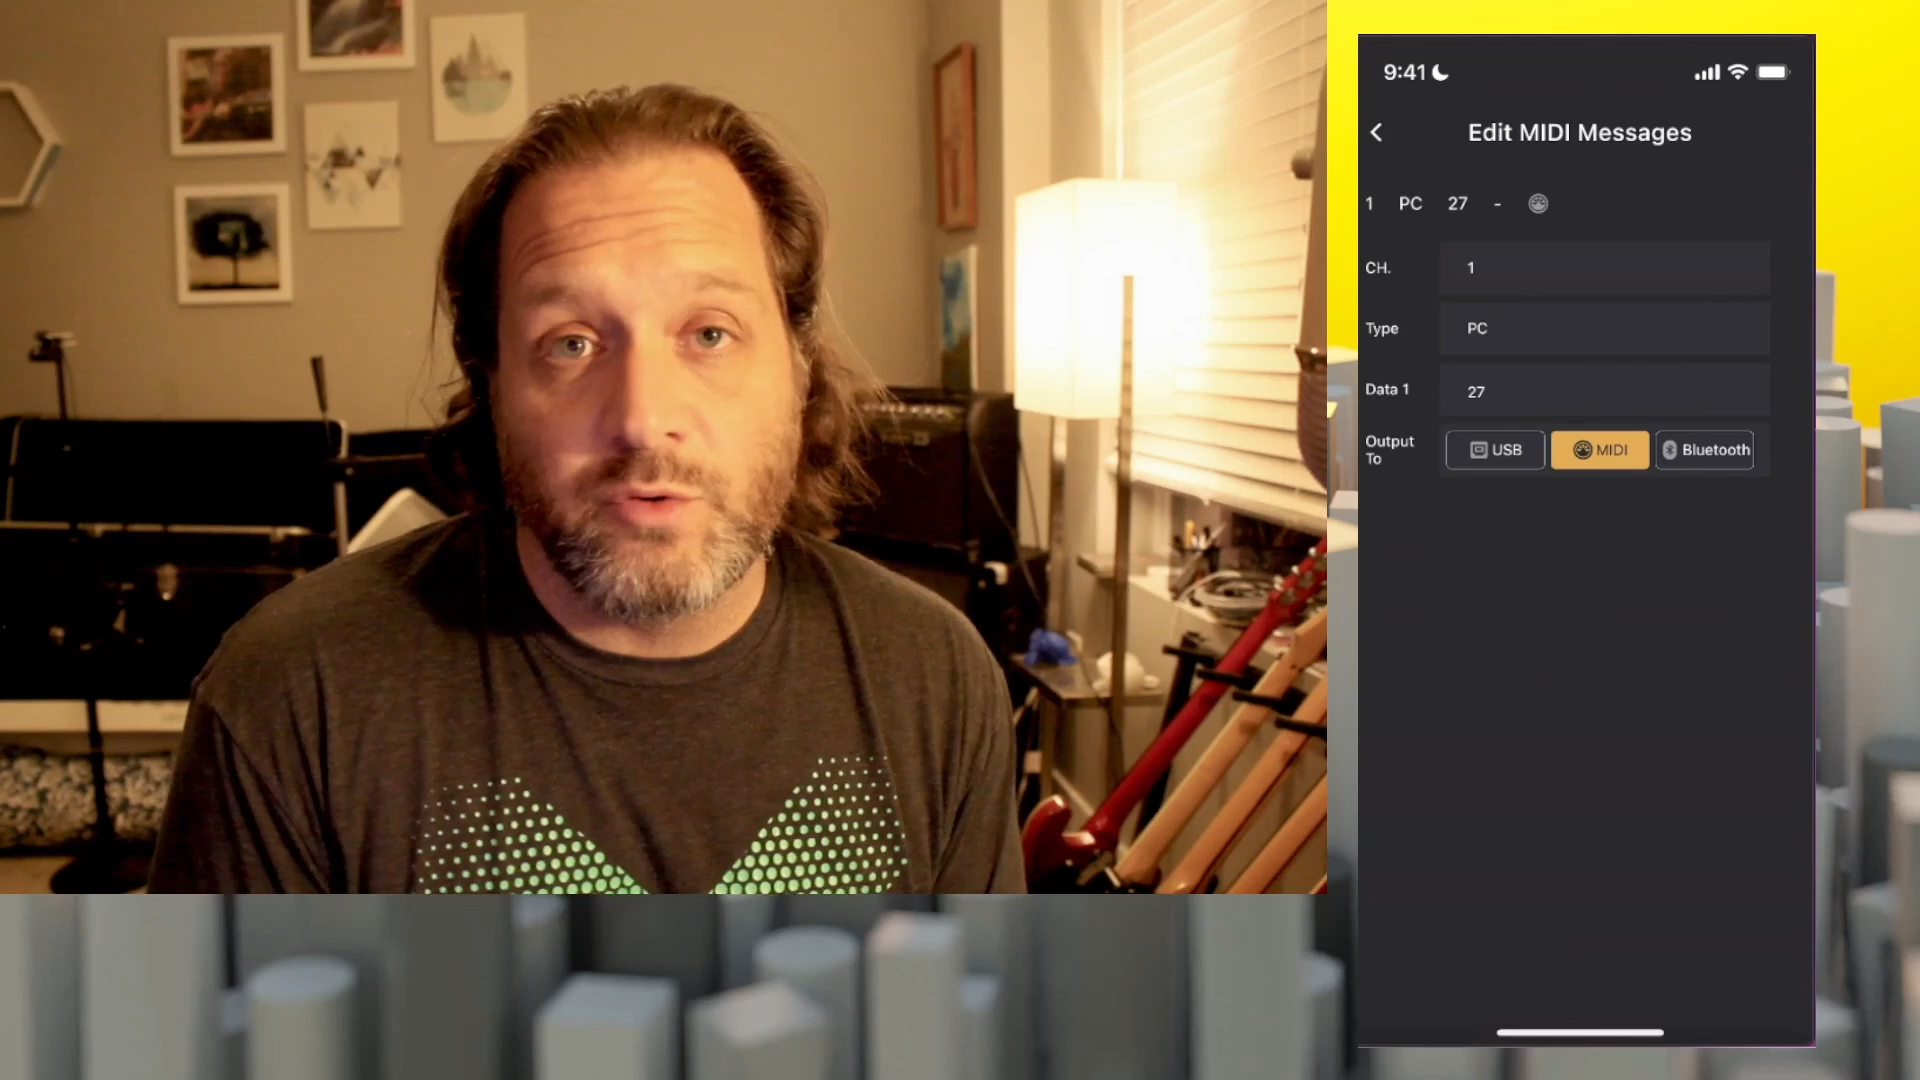 9:41
Edit MIDI Messages
1 PC 27 -
CH. 1
Type PC
Data 1 27
Output To USB MIDI Bluetooth